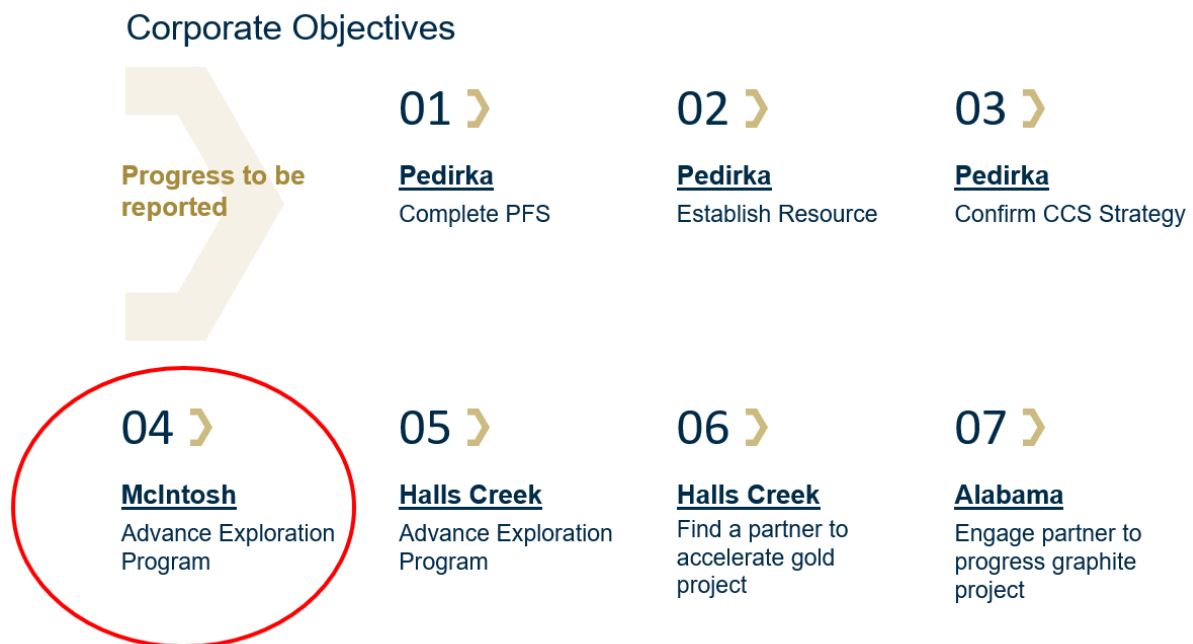 Corporate Objectives
Progress to be
reported
01
Pedirka
Complete PFS
02
Pedirka
Establish Resource
03
Pedirka
Confirm CCS Strategy
04
McIntosh
Advance Exploration
Program
05
Halls Creek
Advance Exploration
Program
06
Halls Creek
Find a partner to
accelerate gold
project
07
Alabama
Engage partner to
progress graphite
project